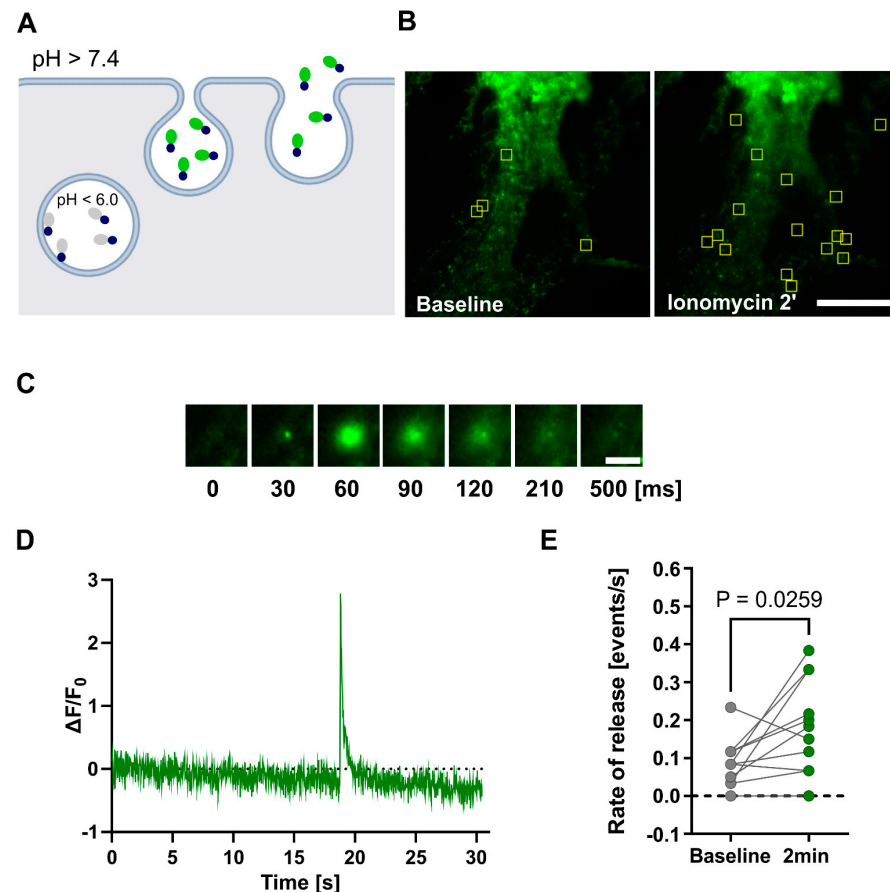 A
pH > 7.4
pH < 6.0
B
Baseline
Ionomycin 2'
C
0 30 60 90 120 210 500 [ms]
D
ΔF/F0
3
2
1
0
-1
0 5 10 15 20 25 30
Time [s]
E
Rate of release [events/s]
P = 0.0259
0.6
0.5
0.4
0.3
0.2
0.1
0.0
-0.1
Baseline 2min